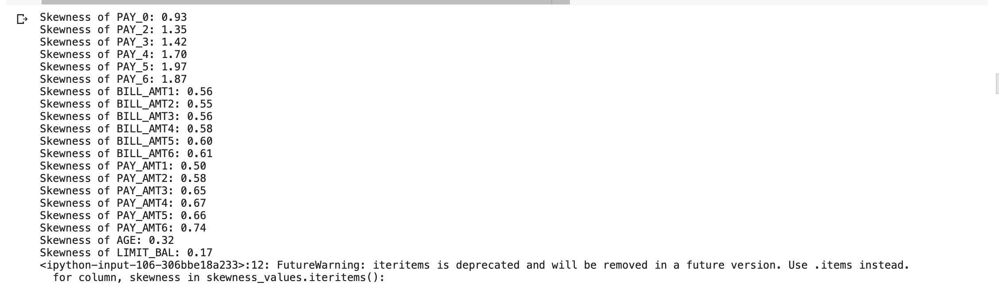 Skewness of PAY_0: 0.93
Skewness of PAY_2: 1.35
Skewness of PAY_3: 1.42
Skewness of PAY_4: 1.70
Skewness of PAY_5: 1.97
Skewness of PAY_6: 1.87
Skewness of BILL_AMT1: 0.56
Skewness of BILL_AMT2: 0.55
Skewness of BILL_AMT3: 0.56
Skewness of BILL_AMT4: 0.58
Skewness of BILL_AMT5: 0.60
Skewness of BILL_AMT6: 0.61
Skewness of PAY_AMT1: 0.50
Skewness of PAY_AMT2: 0.58
Skewness of PAY_AMT3: 0.65
Skewness of PAY_AMT4: 0.67
Skewness of PAY_AMT5: 0.66
Skewness of PAY_AMT6: 0.74
Skewness of AGE: 0.32
Skewness of LIMIT_BAL: 0.17
<ipython-input-106-306bbe18a233>:12: FutureWarning: iteritems is deprecated and will be removed in a future version. Use .items instead.
  for column, skewness in skewness_values.iteritems():